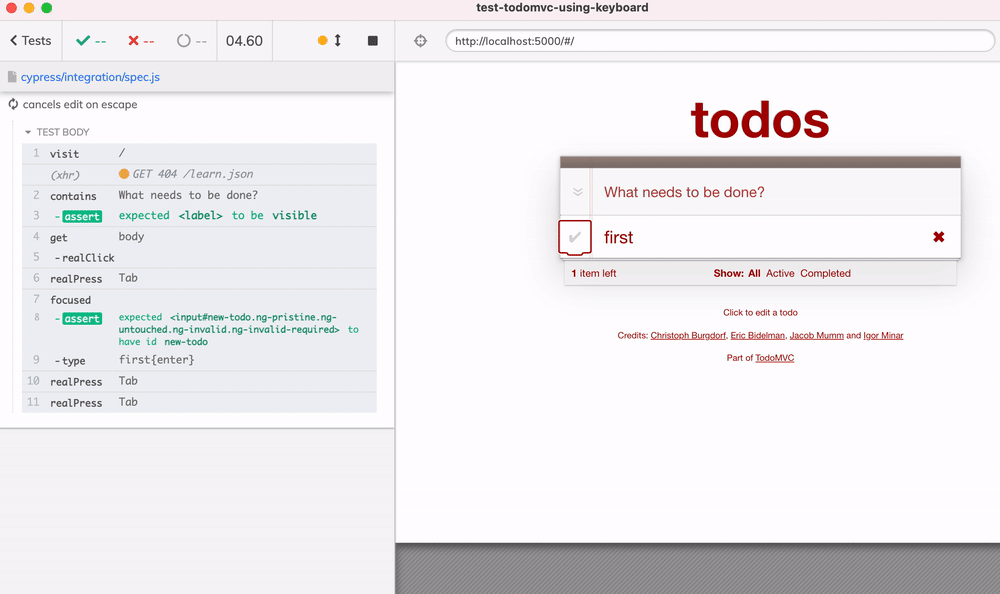 test-todomvc-using-keyboard
Tests -- -- -- 04.60
http://localhost:5000/#/
cypress/integration/spec.js
cancels edit on escape
TEST BODY
1 visit /
(xhr) GET 404 /learn.json
2 contains What needs to be done?
3 -assert expected <label> to be visible
4 get body
5 -realClick
6 realPress Tab
7 focused
8 -assert expected <input#new-todo.ng-pristine.ng-
untouched.ng-invalid.ng-invalid-required> to
have id new-todo
9 -type first{enter}
10 realPress Tab
11 realPress Tab
todos
What needs to be done?
first
1 item left Show: All Active Completed
Click to edit a todo
Credits: Christoph Burgdorf, Eric Bidelman, Jacob Mumm and Igor Minar
Part of TodoMVC